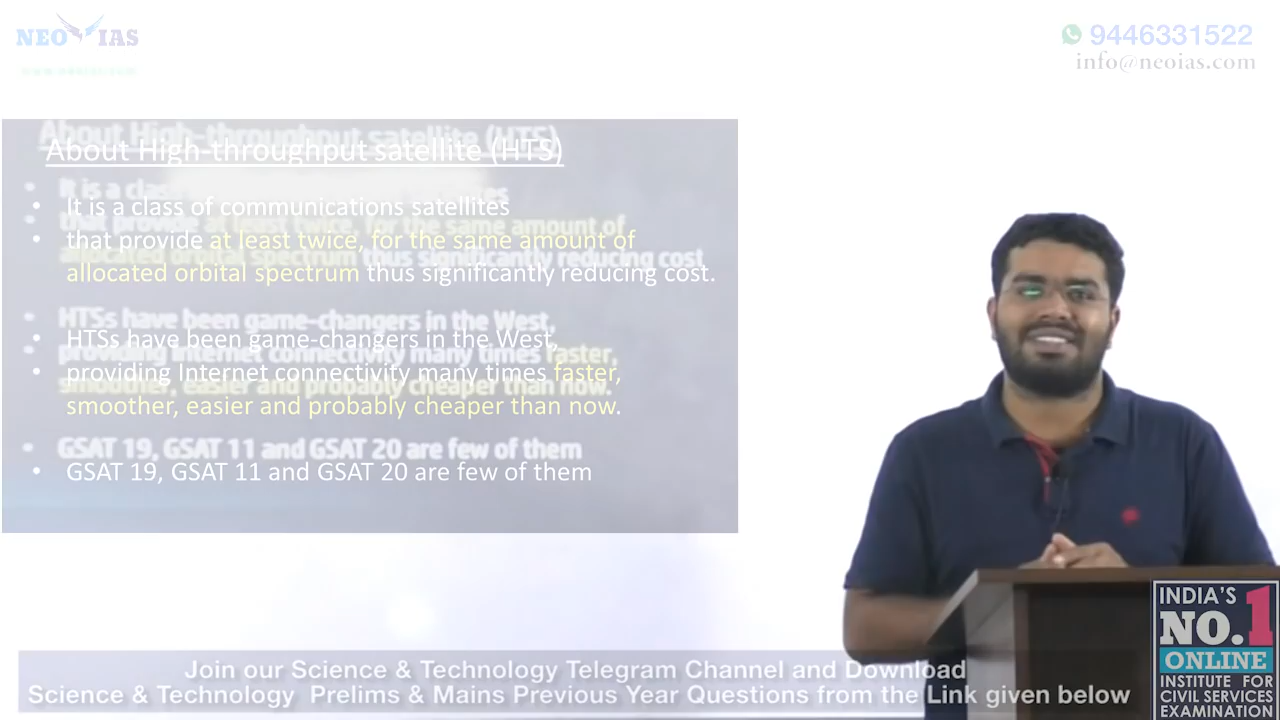 NEO IAS
www.neoias.com
9446331522
info@neoias.com
About High-throughput satellite (HTS)
• It is a class of communications satellites
• that provide at least twice, for the same amount of
allocated orbital spectrum thus significantly reducing cost.
• HTSs have been game-changers in the West,
• providing Internet connectivity many times faster,
smoother, easier and probably cheaper than now.
• GSAT 19, GSAT 11 and GSAT 20 are few of them
Join our Science & Technology Telegram Channel and Download
Science & Technology Prelims & Mains Previous Year Questions from the Link given below
INDIA'S
NO.1
ONLINE
INSTITUTE FOR
CIVIL SERVICES
EXAMINATION